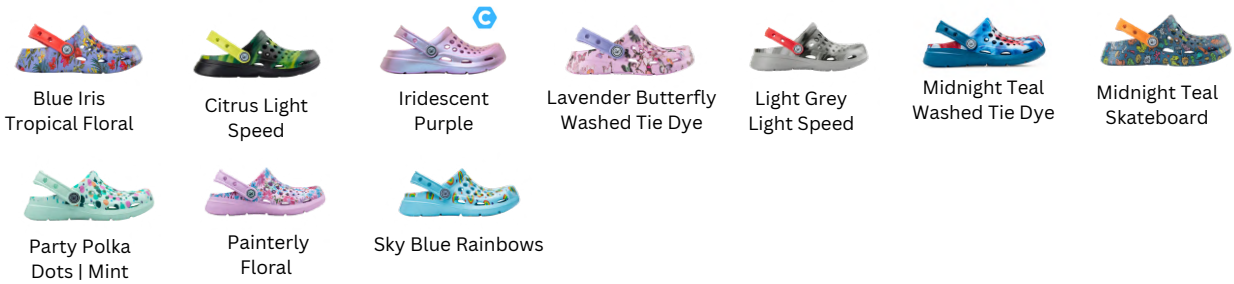 C
Blue Iris
Tropical Floral
Citrus Light
Speed
Iridescent
Purple
Lavender Butterfly
Washed Tie Dye
Light Grey
Light Speed
Midnight Teal
Washed Tie Dye
Midnight Teal
Skateboard
Party Polka
Dots | Mint
Painterly
Floral
Sky Blue Rainbows